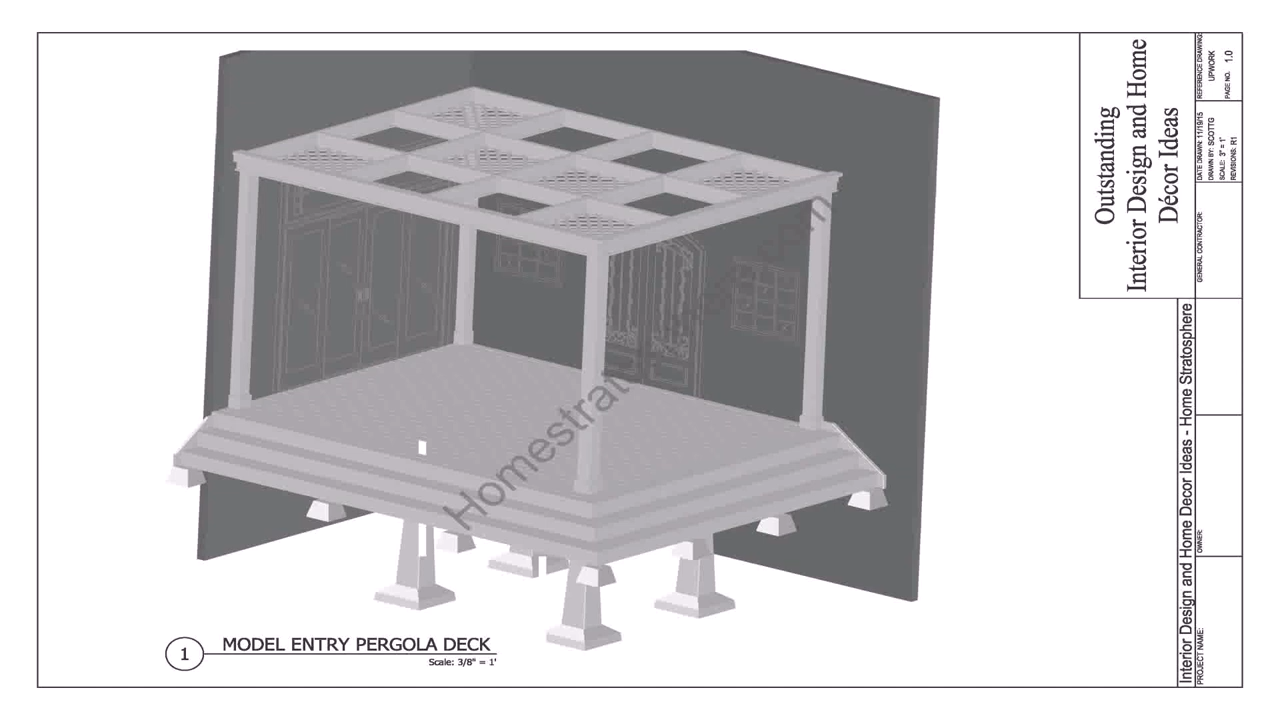 Outstanding
Interior Design and Home
Décor Ideas
REFERENCE DRAWING:
UPWORK
PAGE NO. 1.0
DATE DRAWN: 11/19/15
DRAWN BY: SCOTTG
SCALE: 3" = 1'
REVISIONS: R1
GENERAL CONTRACTOR:
Interior Design and Home Decor Ideas - Home Stratosphere
OWNER:
PROJECT NAME:
1
MODEL ENTRY PERGOLA DECK
Scale: 3/8" = 1'